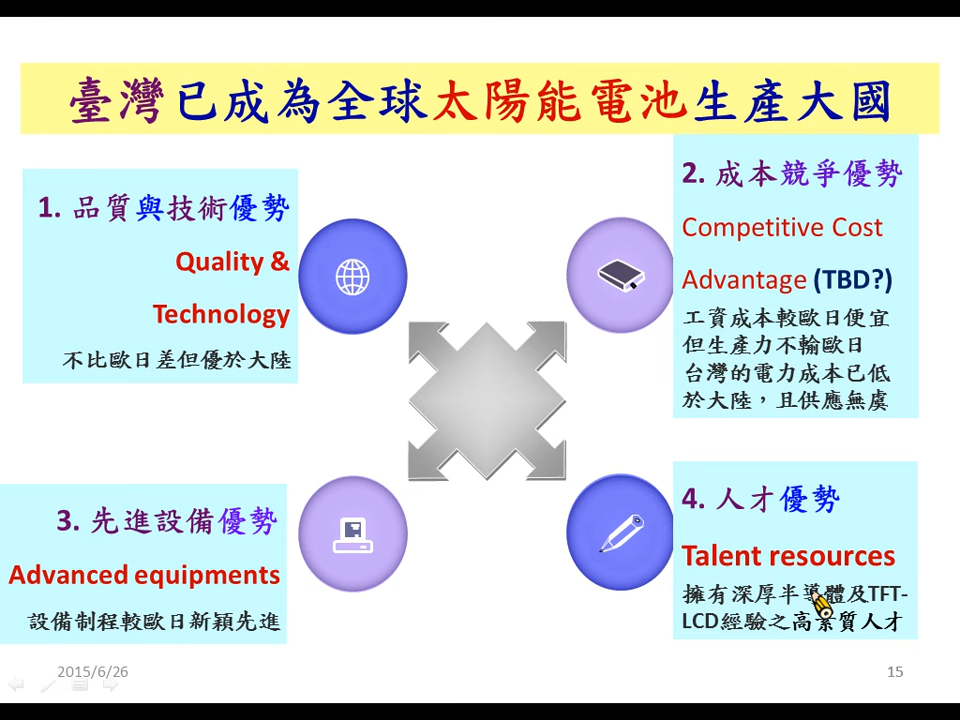 臺灣已成為全球太陽能電池生產大國
1. 品質與技術優勢
Quality &
Technology
不比歐日差但優於大陸
2. 成本競爭優勢
Competitive Cost
Advantage (TBD?)
工資成本較歐日便宜
但生產力不輸歐日
台灣的電力成本已低
於大陸，且供應無虞
3. 先進設備優勢
Advanced equipments
設備制程較歐日新穎先進
4. 人才優勢
Talent resources
擁有深厚半導體及TFT-
LCD經驗之高素質人才
2015/6/26
15